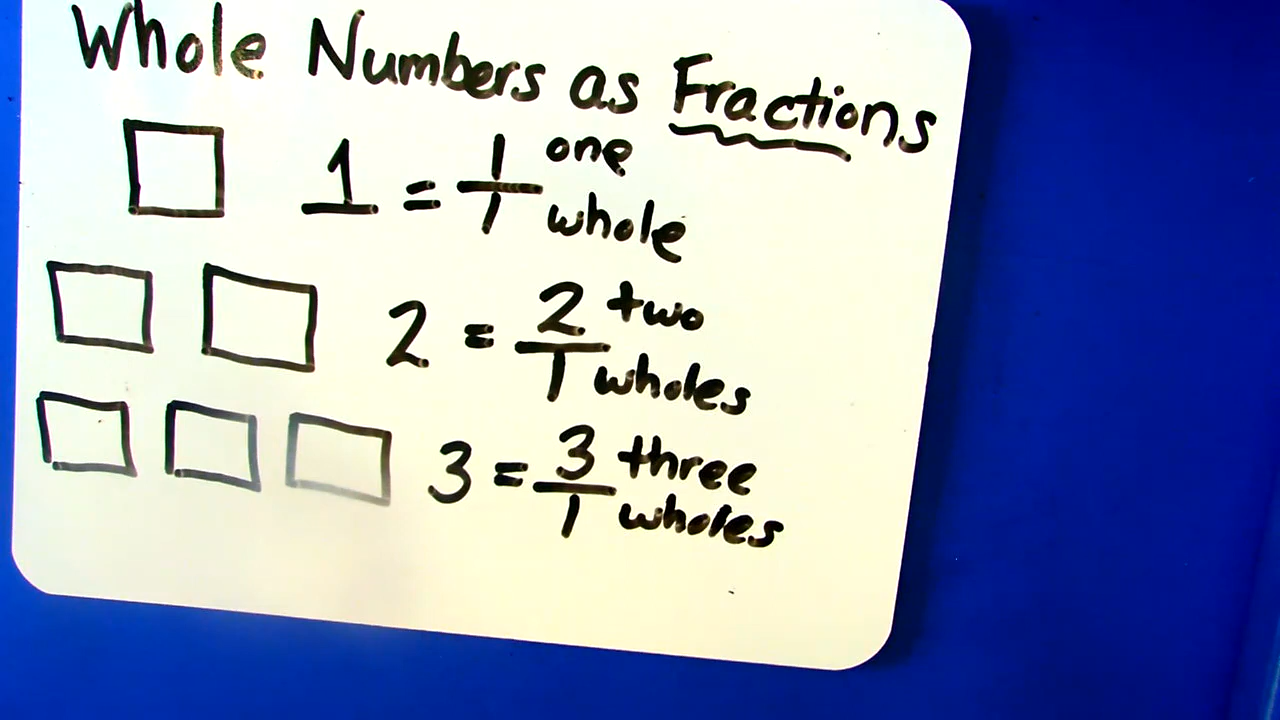 Whole Numbers as Fractions
1 = 1/1 one whole
2 = 2/1 two wholes
3 = 3/1 three wholes